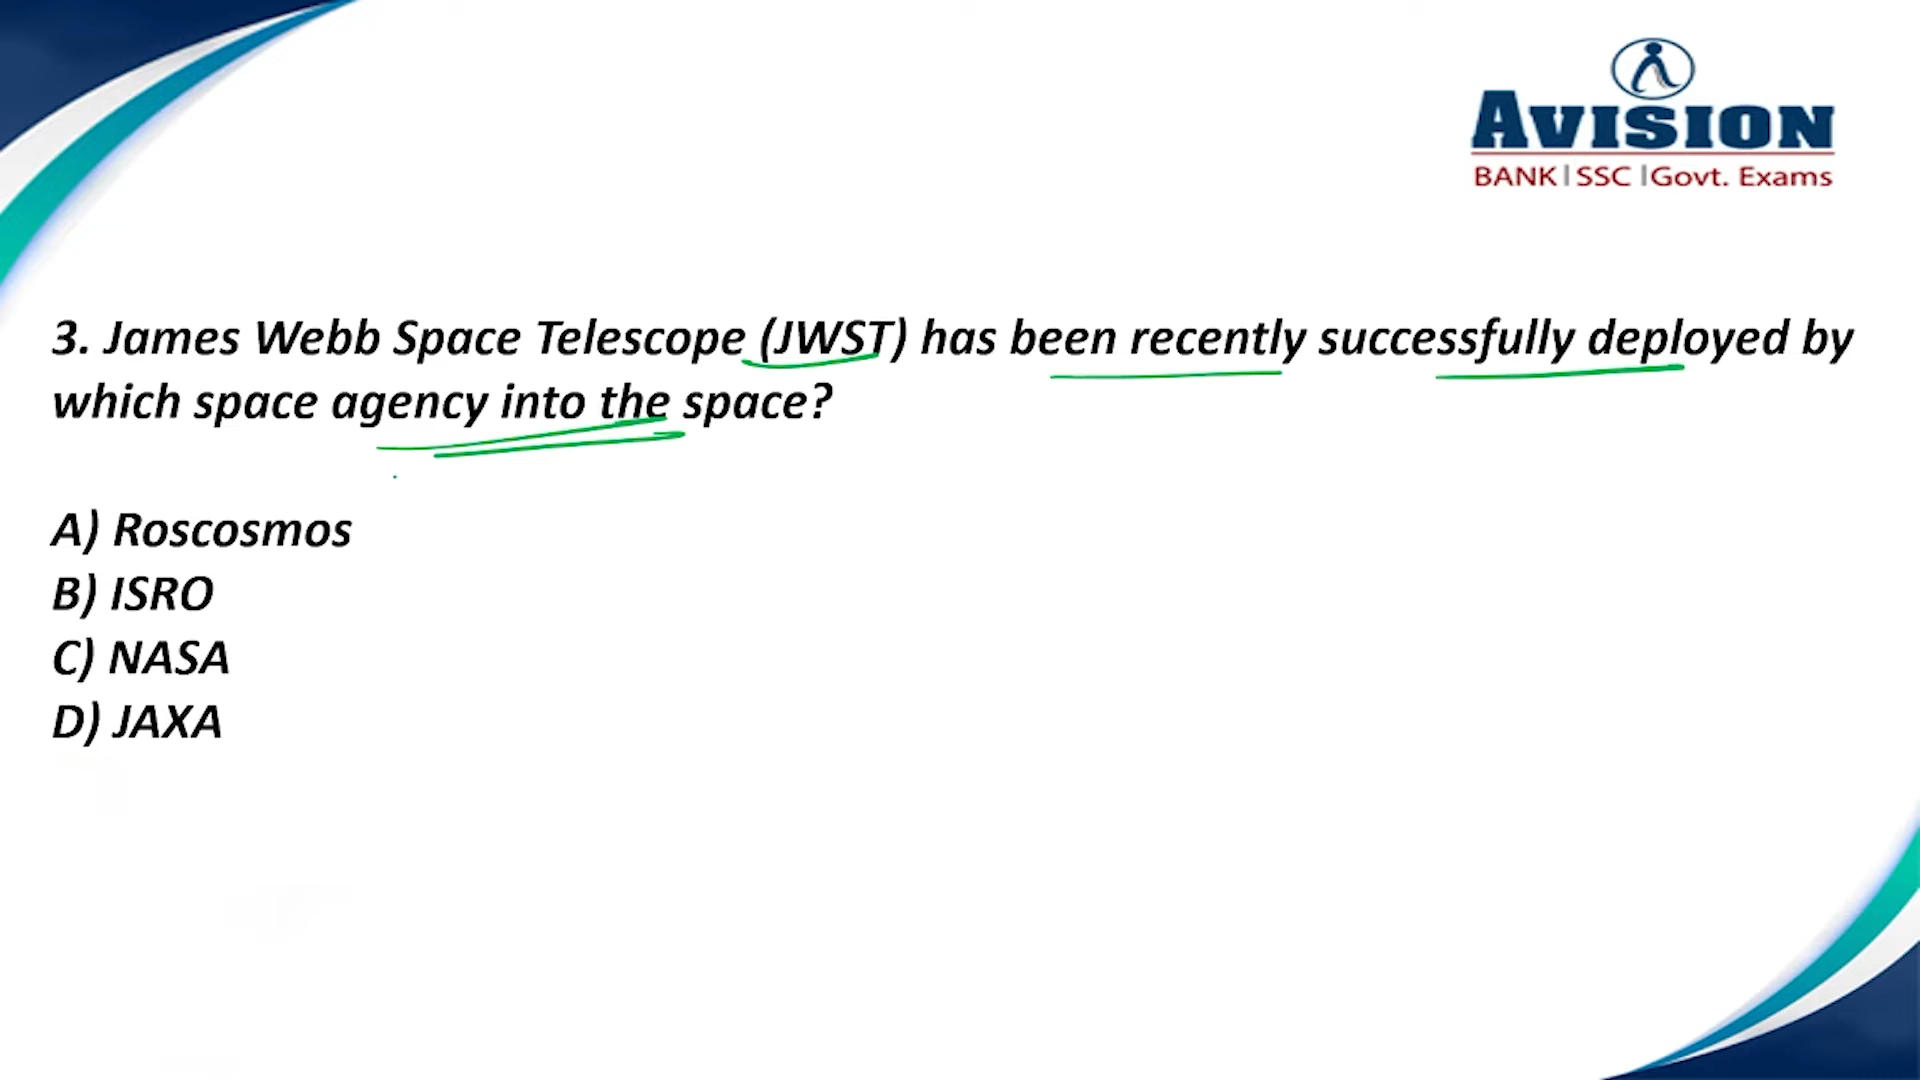 AVISION
BANK | SSC | Govt. Exams
3. James Webb Space Telescope (JWST) has been recently successfully deployed by
which space agency into the space?
A) Roscosmos
B) ISRO
C) NASA
D) JAXA